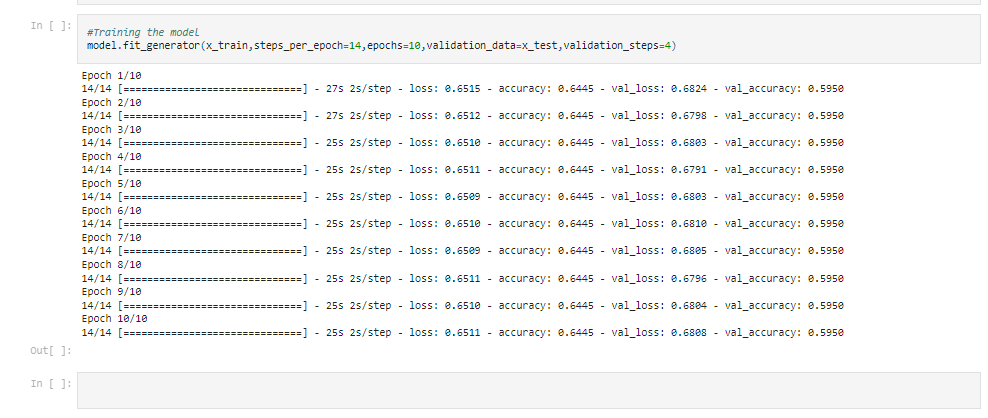 In [ ]:
#Training the model
model.fit_generator(x_train,steps_per_epoch=14,epochs=10,validation_data=x_test,validation_steps=4)
Epoch 1/10
14/14 [==============================] - 27s 2s/step - loss: 0.6515 - accuracy: 0.6445 - val_loss: 0.6824 - val_accuracy: 0.5950
Epoch 2/10
14/14 [==============================] - 27s 2s/step - loss: 0.6512 - accuracy: 0.6445 - val_loss: 0.6798 - val_accuracy: 0.5950
Epoch 3/10
14/14 [==============================] - 25s 2s/step - loss: 0.6510 - accuracy: 0.6445 - val_loss: 0.6803 - val_accuracy: 0.5950
Epoch 4/10
14/14 [==============================] - 25s 2s/step - loss: 0.6511 - accuracy: 0.6445 - val_loss: 0.6791 - val_accuracy: 0.5950
Epoch 5/10
14/14 [==============================] - 25s 2s/step - loss: 0.6509 - accuracy: 0.6445 - val_loss: 0.6803 - val_accuracy: 0.5950
Epoch 6/10
14/14 [==============================] - 25s 2s/step - loss: 0.6510 - accuracy: 0.6445 - val_loss: 0.6810 - val_accuracy: 0.5950
Epoch 7/10
14/14 [==============================] - 25s 2s/step - loss: 0.6509 - accuracy: 0.6445 - val_loss: 0.6805 - val_accuracy: 0.5950
Epoch 8/10
14/14 [==============================] - 25s 2s/step - loss: 0.6511 - accuracy: 0.6445 - val_loss: 0.6796 - val_accuracy: 0.5950
Epoch 9/10
14/14 [==============================] - 25s 2s/step - loss: 0.6510 - accuracy: 0.6445 - val_loss: 0.6804 - val_accuracy: 0.5950
Epoch 10/10
14/14 [==============================] - 25s 2s/step - loss: 0.6511 - accuracy: 0.6445 - val_loss: 0.6808 - val_accuracy: 0.5950
Out[ ]:
In [ ]: